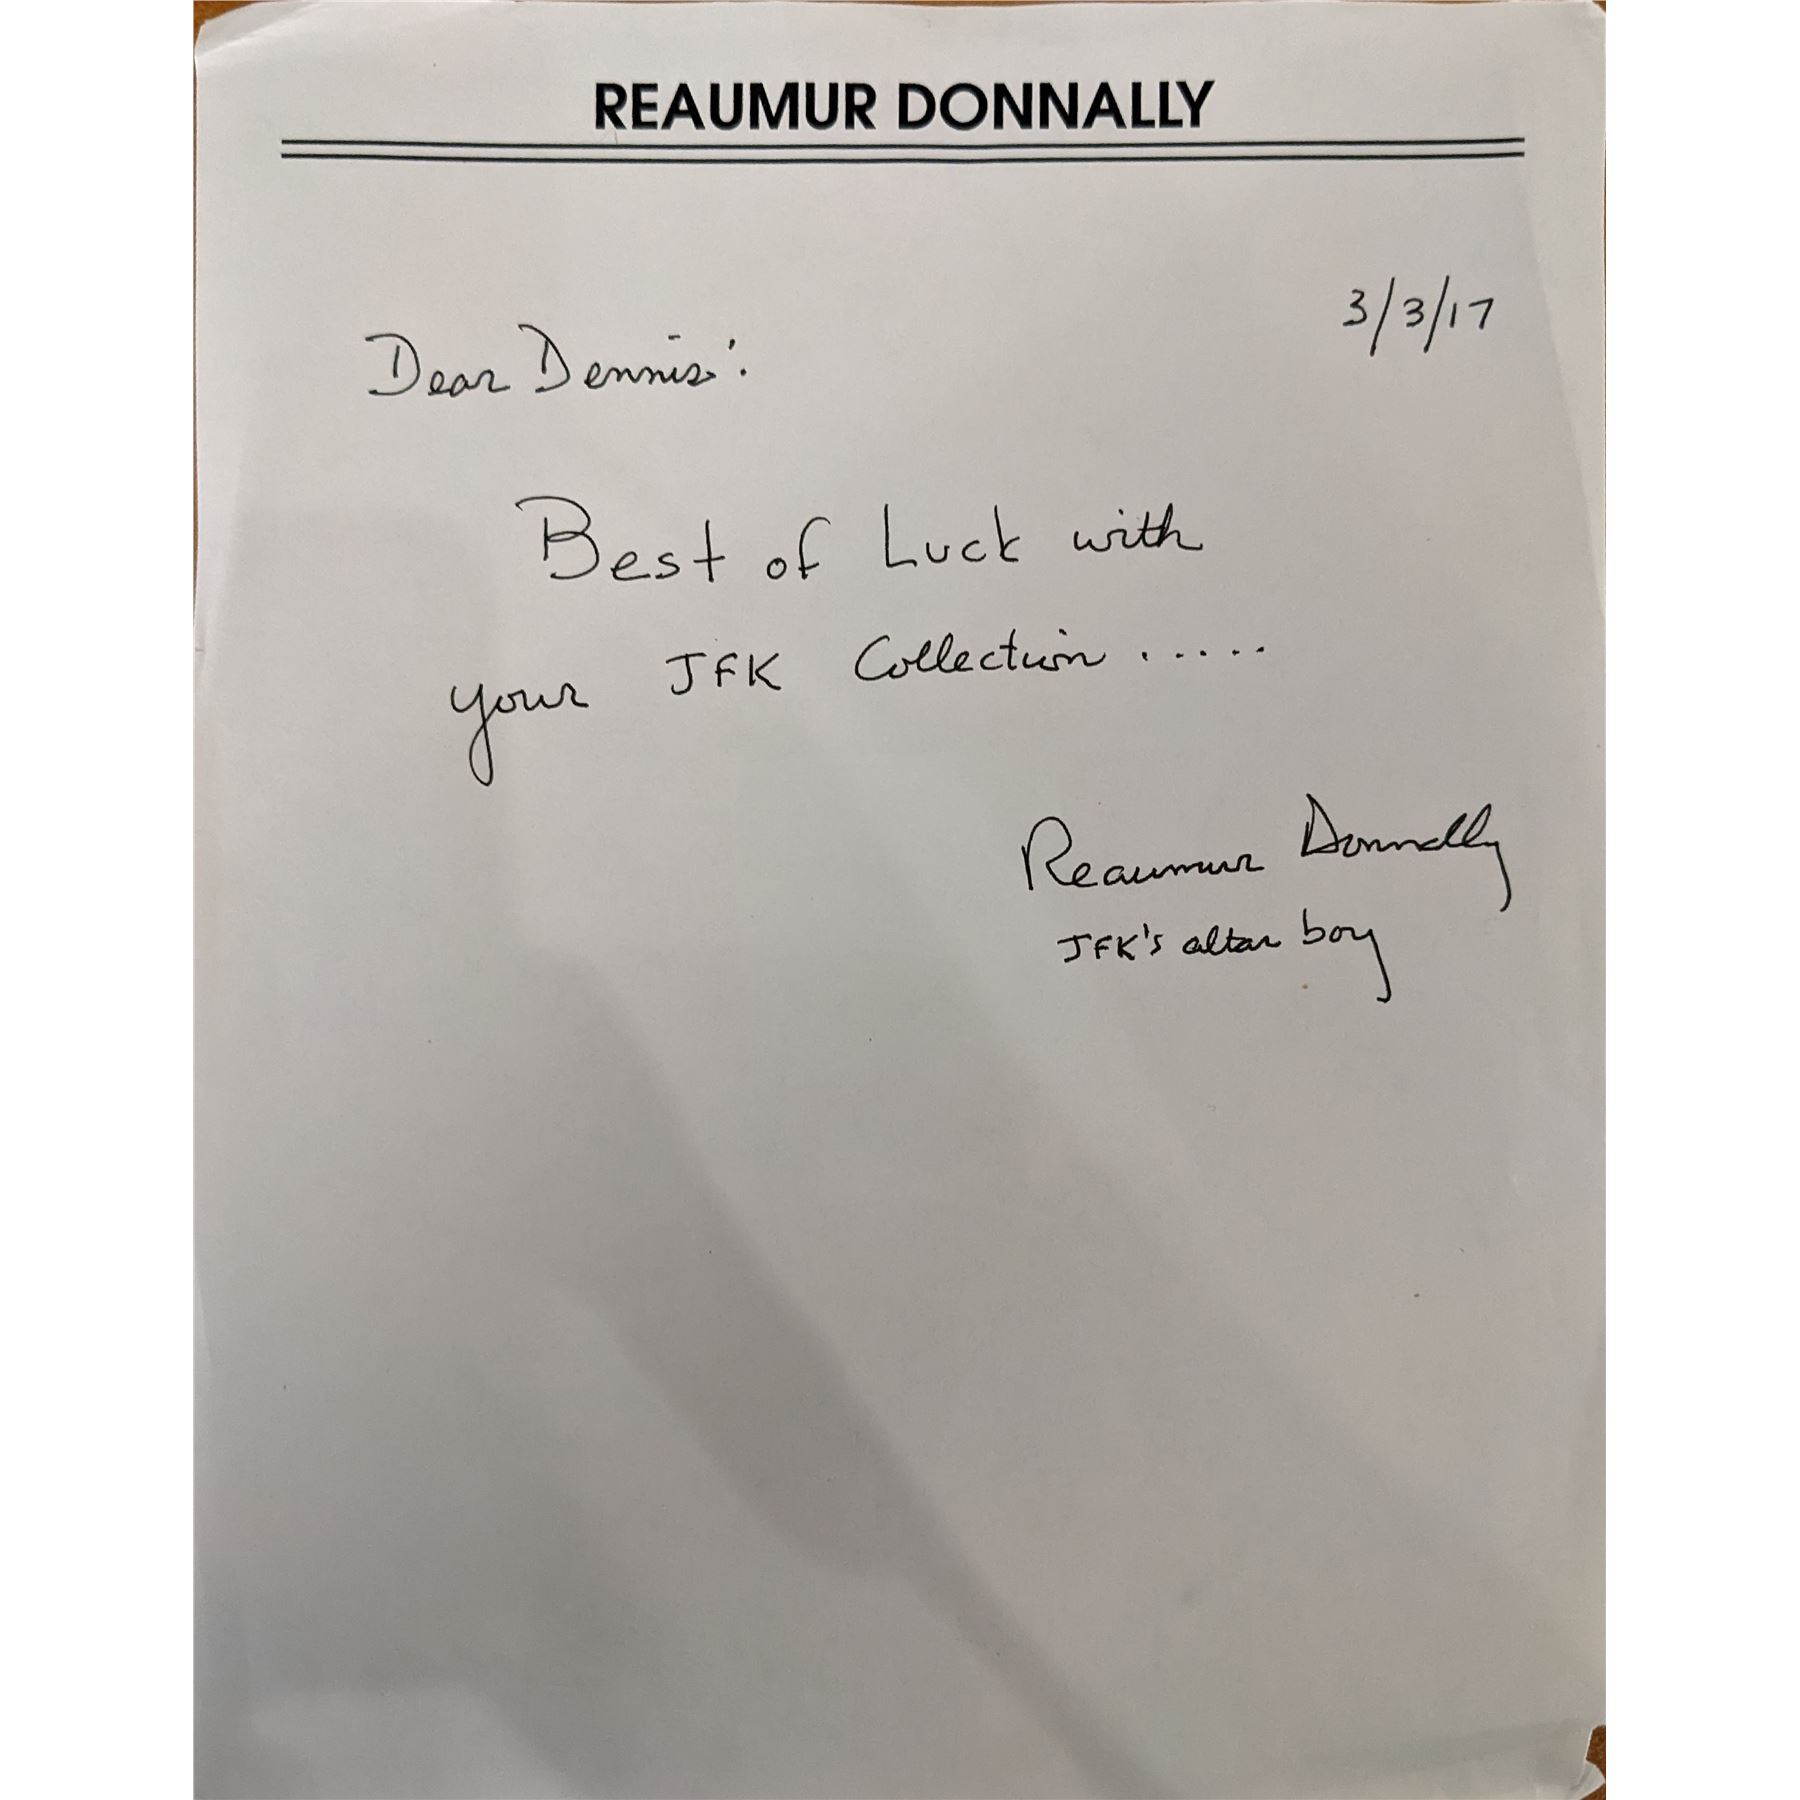 REAUMUR DONNALLY
3/3/17
Dear Dennis:
Best of Luck with
your JFK Collection.....
Reaumur Donnally
JFK's altar boy